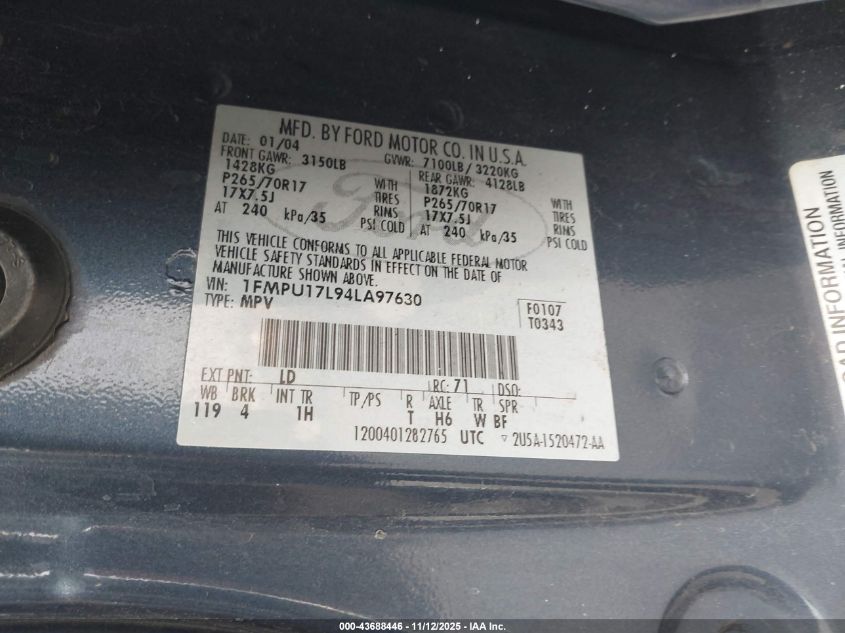 MFD. BY FORD MOTOR CO. IN U.S.A.
DATE: 01/04 GVWR: 7100LB/ 3220KG
FRONT GAWR: 3150LB REAR GAWR: 4128LB
1428KG WITH 1872KG WITH
P265/70R17 TIRES P265/70R17 TIRES
17X7.5J RIMS 17X7.5J RIMS
AT 240 kPa/35 PSI COLD AT 240 kPa/35 PSI COLD
Ford
THIS VEHICLE CONFORMS TO ALL APPLICABLE FEDERAL MOTOR
VEHICLE SAFETY STANDARDS IN EFFECT ON THE DATE OF
MANUFACTURE SHOWN ABOVE.
VIN: 1FMPU17L94LA97630
TYPE: MPV
F0107
T0343
EXT PNT: LD RC: 71 DSO:
WB BRK INT TR TP/PS R AXLE TR SPR
119 4 1H T H6 W BF
1200401282765 UTC ▽ 2U5A-1520472-AA
INFORMATION
INFORMATION
000-43688446 - 11/12/2025 - IAA Inc.